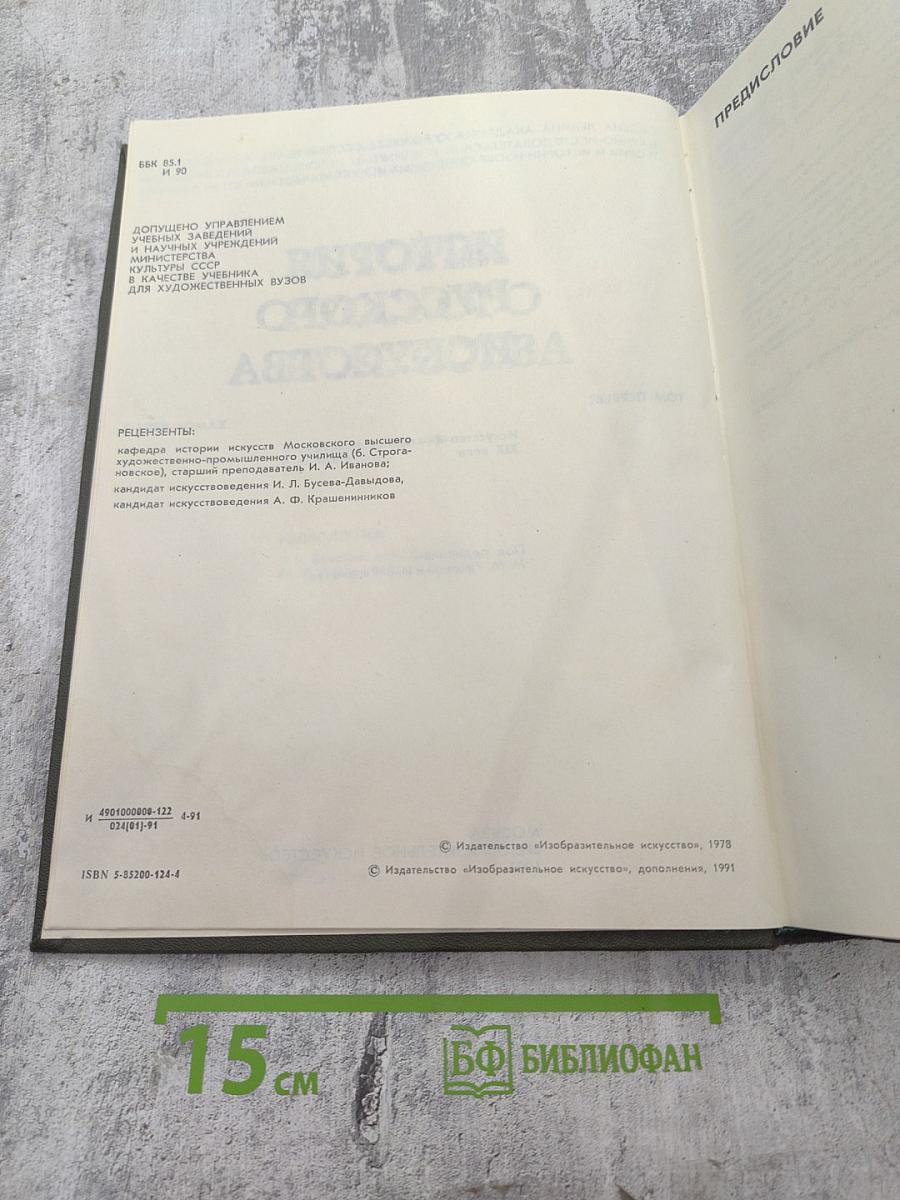 ББК 85.1
И 90
ДОПУЩЕНО УПРАВЛЕНИЕМ
УЧЕБНЫХ ЗАВЕДЕНИЙ
И НАУЧНЫХ УЧРЕЖДЕНИЙ
МИНИСТЕРСТВА
КУЛЬТУРЫ СССР
В КАЧЕСТВЕ УЧЕБНИКА
ДЛЯ ХУДОЖЕСТВЕННЫХ ВУЗОВ
РЕЦЕНЗЕНТЫ:
кафедра истории искусств Московского высшего
художественно-промышленного училища (б. Строга-
новское), старший преподаватель И. А. Иванова;
кандидат искусствоведения И. Л. Бусева-Давыдова,
кандидат искусствоведения А. Ф. Крашенинников
И 4901000000-122 4-91
024(01)-91
© Издательство «Изобразительное искусство», 1978
ISBN 5-85200-124-4
© Издательство «Изобразительное искусство», дополнения, 1991
ПРЕДИСЛОВИЕ
15 см
БФ БИБЛИОФАН